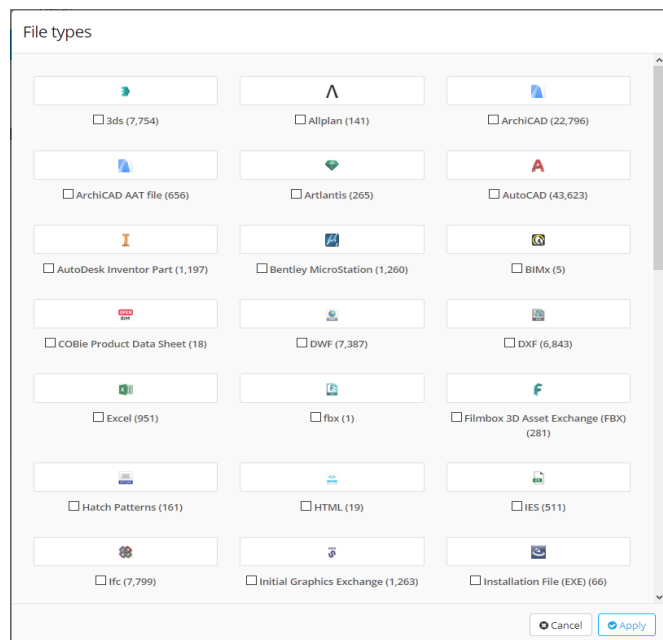 File types
3ds (7,754)
Allplan (141)
ArchiCAD (22,796)
ArchiCAD AAT file (656)
Artlantis (265)
AutoCAD (43,623)
AutoDesk Inventor Part (1,197)
Bentley MicroStation (1,260)
BIMx (5)
OPEN
BIM
COBie Product Data Sheet (18)
DWF (7,387)
DXF (6,843)
Excel (951)
fbx (1)
Filmbox 3D Asset Exchange (FBX)
(281)
Hatch Patterns (161)
HTML (19)
IES (511)
Ifc (7,799)
Initial Graphics Exchange (1,263)
Installation File (EXE) (66)
Cancel
Apply